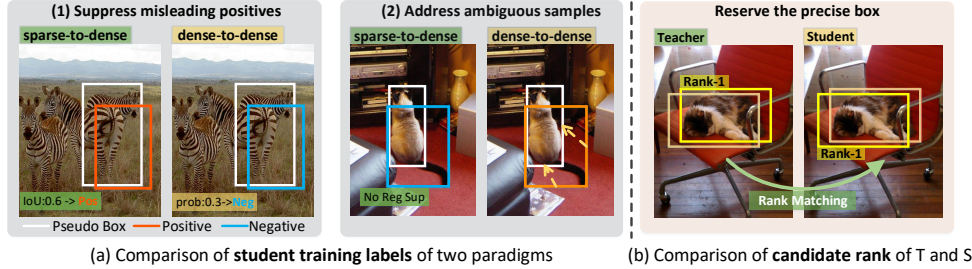 (1) Suppress misleading positives
sparse-to-dense
dense-to-dense
IoU:0.6 -> Pos
prob:0.3->Neg
Pseudo Box
Positive
Negative
(2) Address ambiguous samples
sparse-to-dense
dense-to-dense
No Reg Sup
(a) Comparison of student training labels of two paradigms
Reserve the precise box
Teacher
Student
Rank-1
Rank-1
Rank Matching
(b) Comparison of candidate rank of T and S